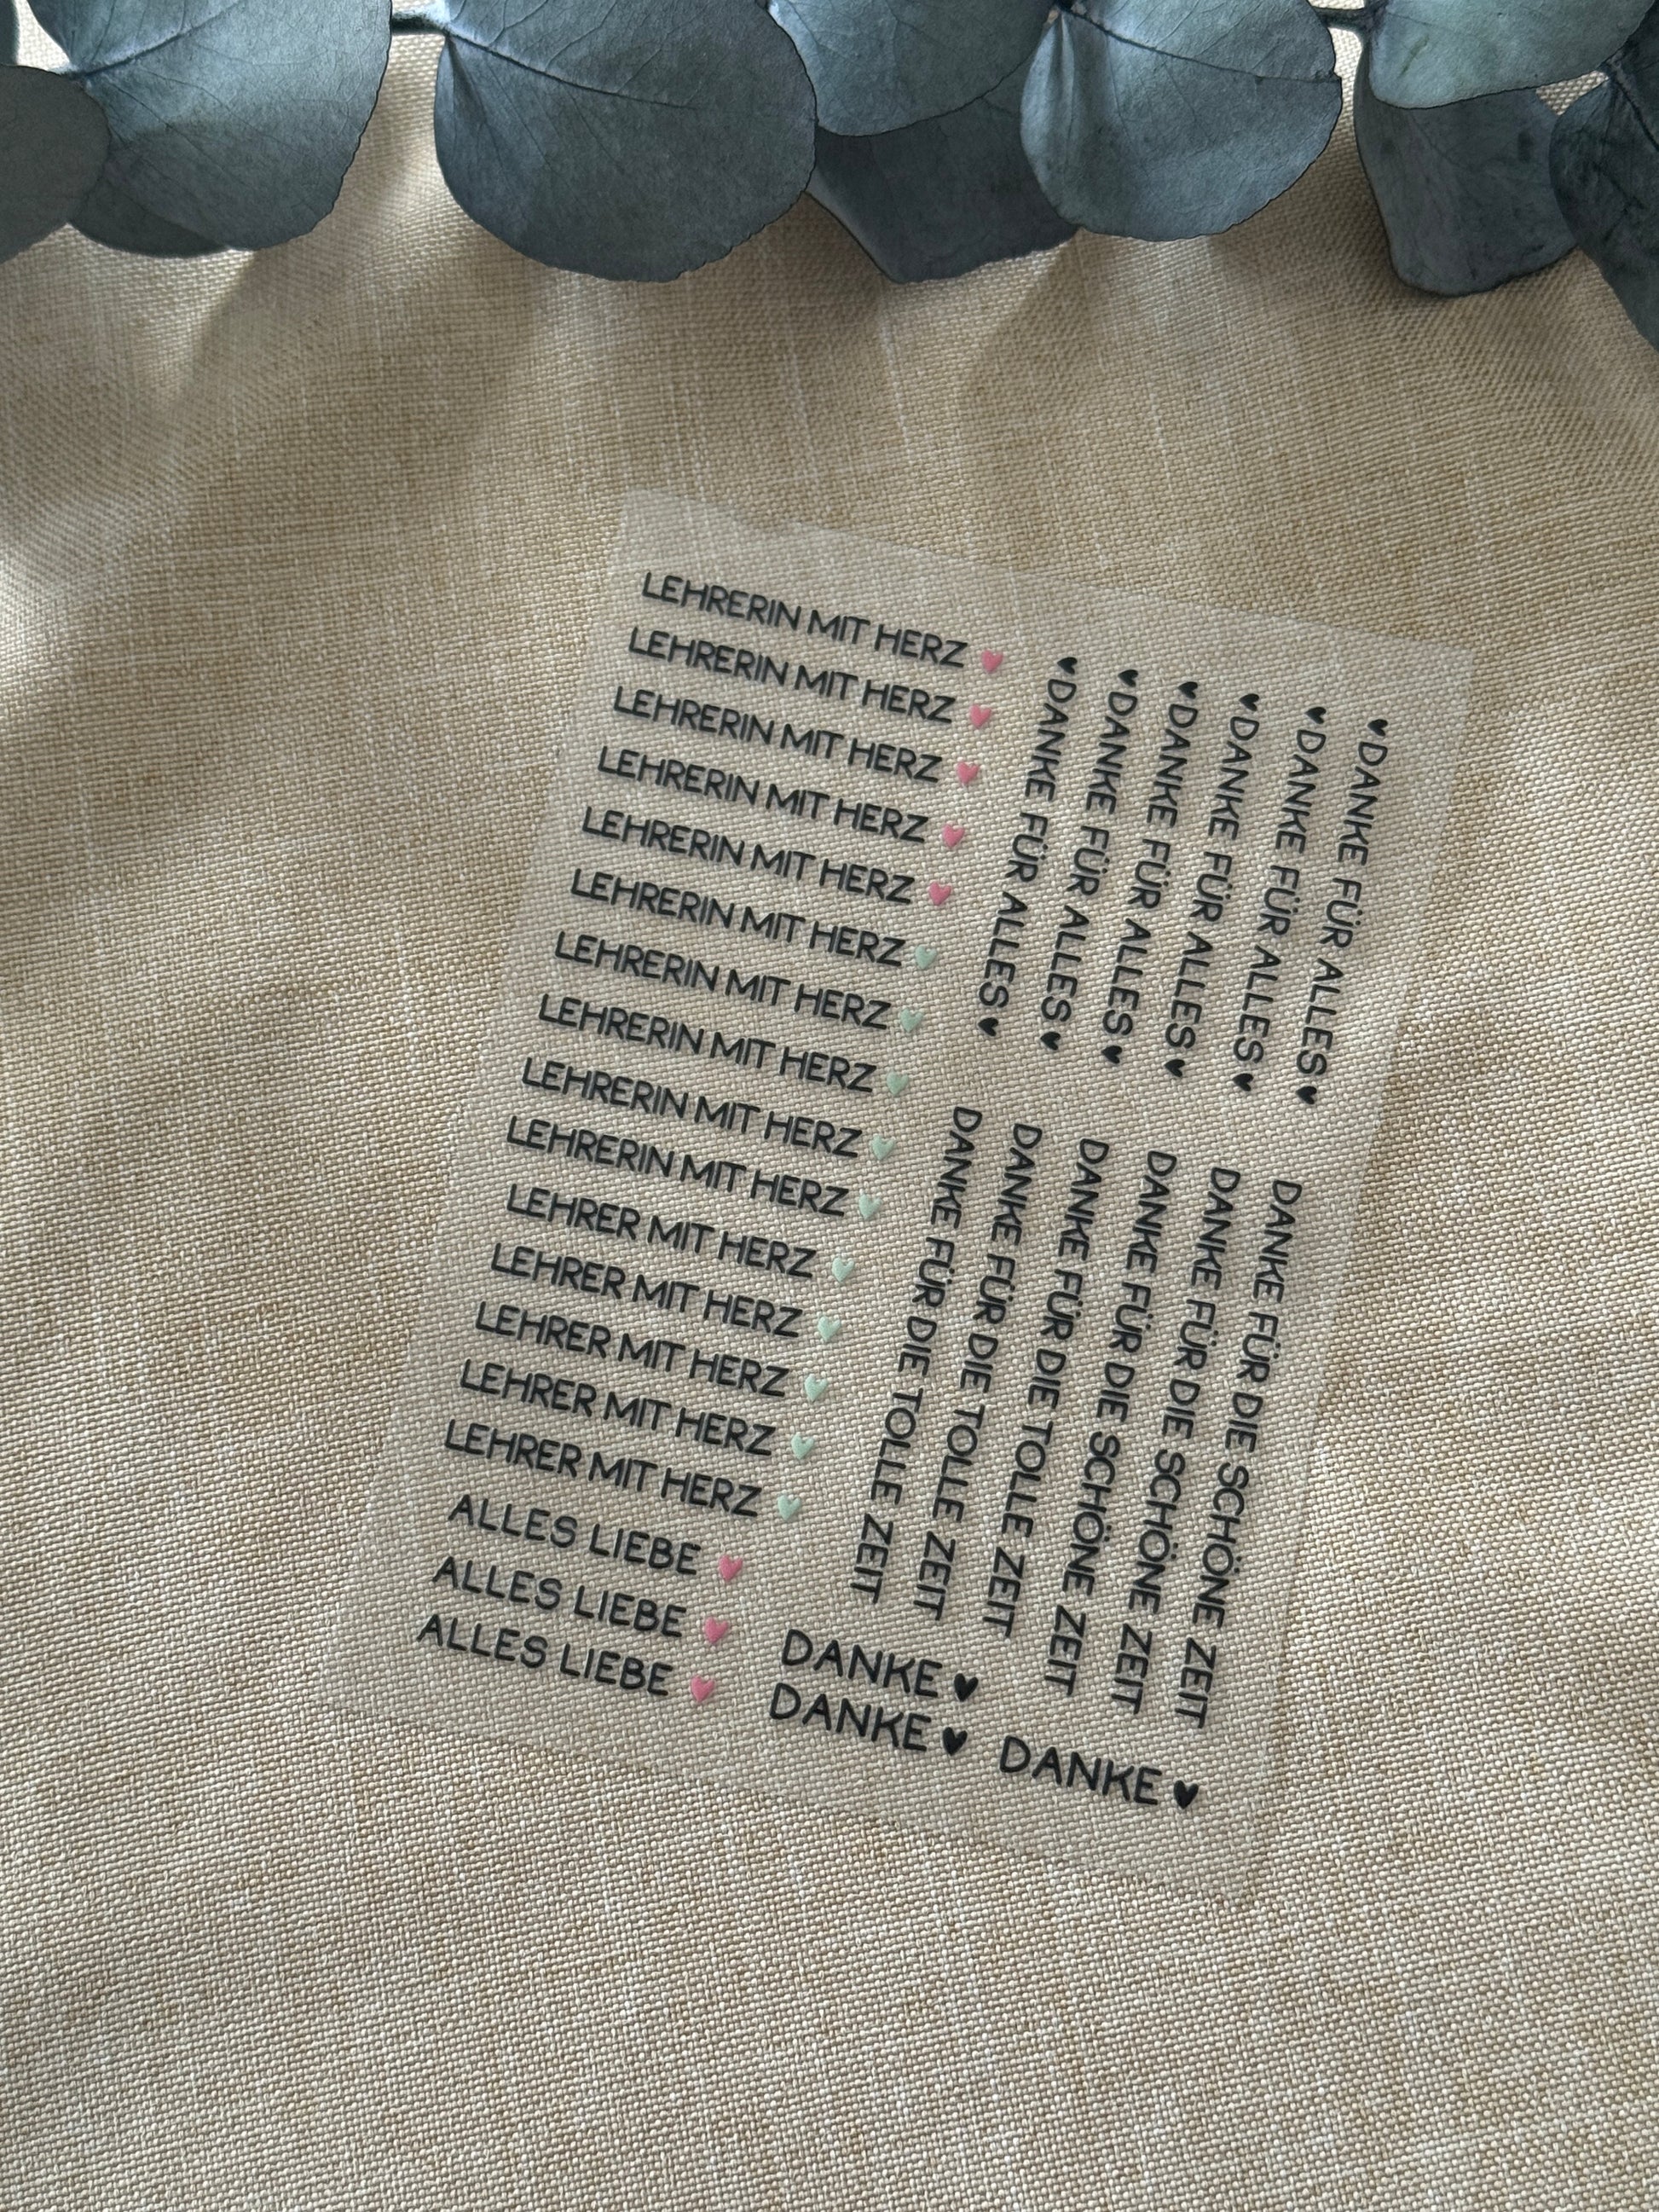 LEHRERIN MIT HERZ
LEHRERIN MIT HERZ
LEHRERIN MIT HERZ
LEHRERIN MIT HERZ
LEHRERIN MIT HERZ
LEHRERIN MIT HERZ
LEHRERIN MIT HERZ
LEHRERIN MIT HERZ
LEHRERIN MIT HERZ
LEHRERIN MIT HERZ
LEHRER MIT HERZ
LEHRER MIT HERZ
LEHRER MIT HERZ
LEHRER MIT HERZ
LEHRER MIT HERZ
ALLES LIEBE
ALLES LIEBE
ALLES LIEBE
♥DANKE FÜR ALLES♥
♥DANKE FÜR ALLES♥
♥DANKE FÜR ALLES♥
♥DANKE FÜR ALLES♥
♥DANKE FÜR ALLES♥
♥DANKE FÜR ALLES♥
DANKE FÜR DIE TOLLE ZEIT
DANKE FÜR DIE TOLLE ZEIT
DANKE FÜR DIE TOLLE ZEIT
DANKE FÜR DIE SCHÖNE ZEIT
DANKE FÜR DIE SCHÖNE ZEIT
DANKE FÜR DIE SCHÖNE ZEIT
DANKE ♥
DANKE ♥
DANKE ♥